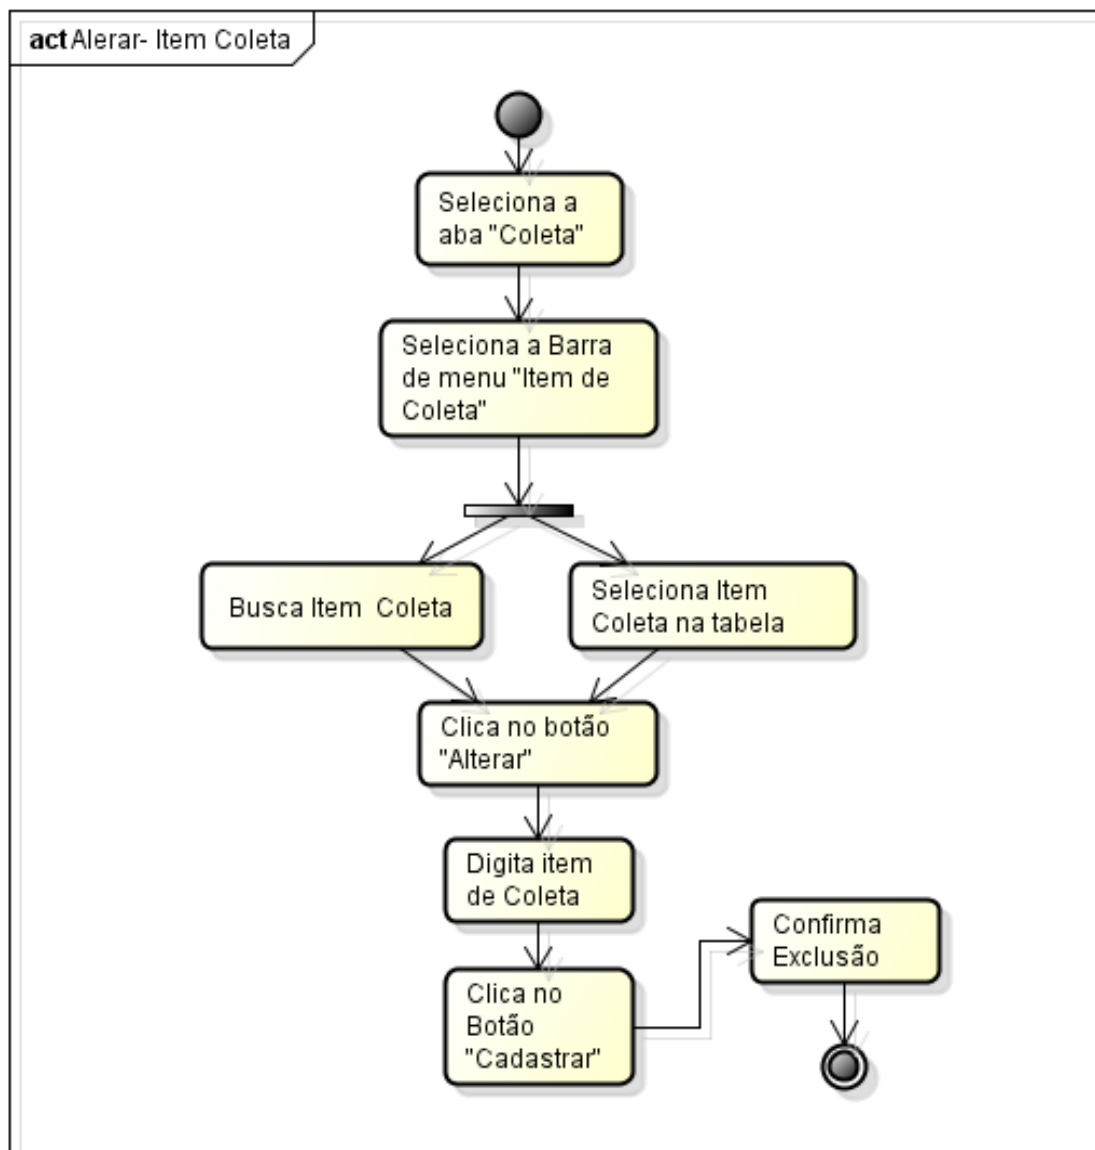 act Alerar- Item Coleta
Seleciona a
aba "Coleta"
Seleciona a Barra
de menu "Item de
Coleta"
Busca Item  Coleta
Seleciona Item
Coleta na tabela
Clica no botão
"Alterar"
Digita item
de Coleta
Confirma
Exclusão
Clica no
Botão
"Cadastrar"